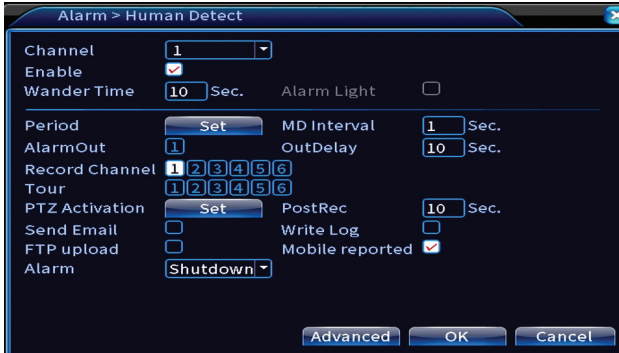 Alarm > Human Detect
Channel 1
Enable
Wander Time 10 Sec. Alarm Light
Period Set MD Interval 1 Sec.
AlarmOut 1 OutDelay 10 Sec.
Record Channel 1 2 3 4 5 6
Tour 1 2 3 4 5 6
PTZ Activation Set PostRec 10 Sec.
Send Email Write Log
FTP upload Mobile reported
Alarm Shutdown
Advanced OK Cancel